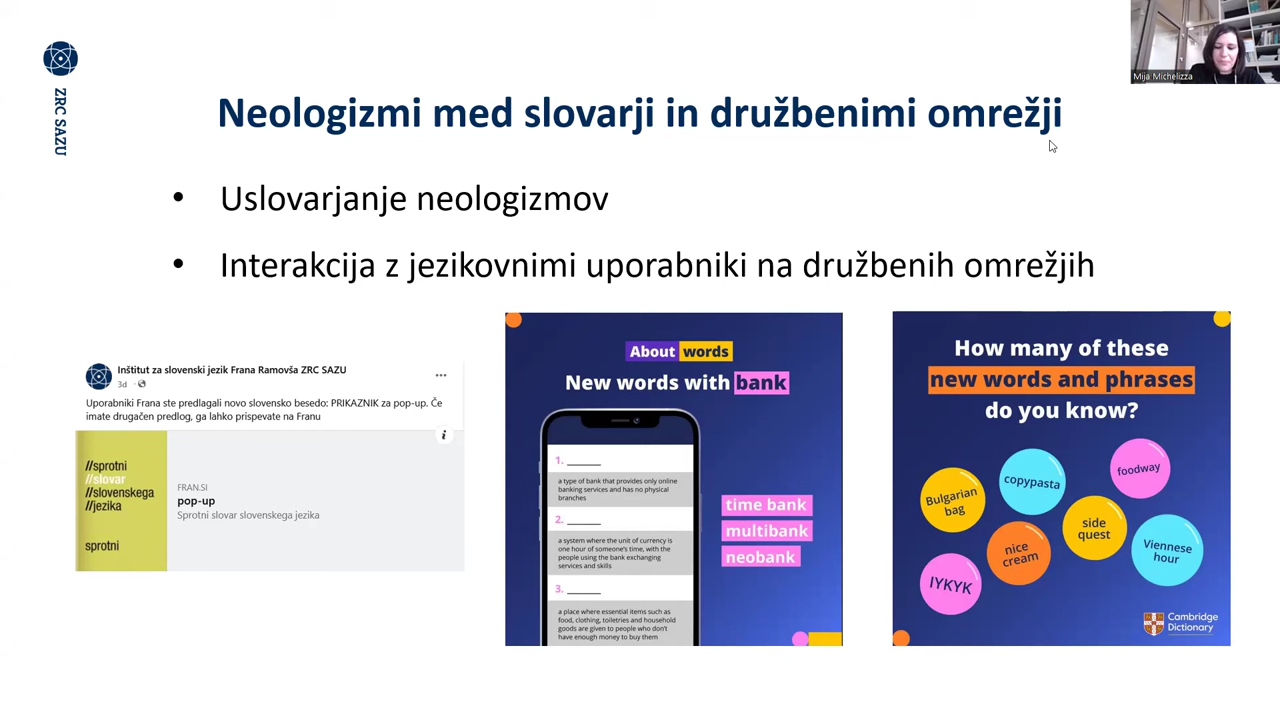 Mija Michelizza
ZRC SAZU
Neologizmi med slovarji in družbenimi omrežji
• Uslovarjanje neologizmov
• Interakcija z jezikovnimi uporabniki na družbenih omrežjih
Inštitut za slovenski jezik Frana Ramovša ZRC SAZU
3d
Uporabniki Frana ste predlagali novo slovensko besedo: PRIKAZNIK za pop-up. Če
imate drugačen predlog, ga lahko prispevate na Franu
//sprotni
//slovar
//slovenskega
//jezika
sprotni
FRAN.SI
pop-up
Sprotni slovar slovenskega jezika
About words
New words with bank
1. ______
a type of bank that provides only online
banking services and has no physical
branches
2. ______
a system where the unit of currency is
one hour of someone's time, with the
people using the bank exchanging
services and skills
3. ______
a place where essential items such as
food, clothing, toiletries and household
goods are given to people who don't
have enough money to buy them
time bank
multibank
neobank
How many of these
new words and phrases
do you know?
Bulgarian
bag
copypasta
foodway
nice
cream
side
quest
Viennese
hour
IYKYK
Cambridge
Dictionary